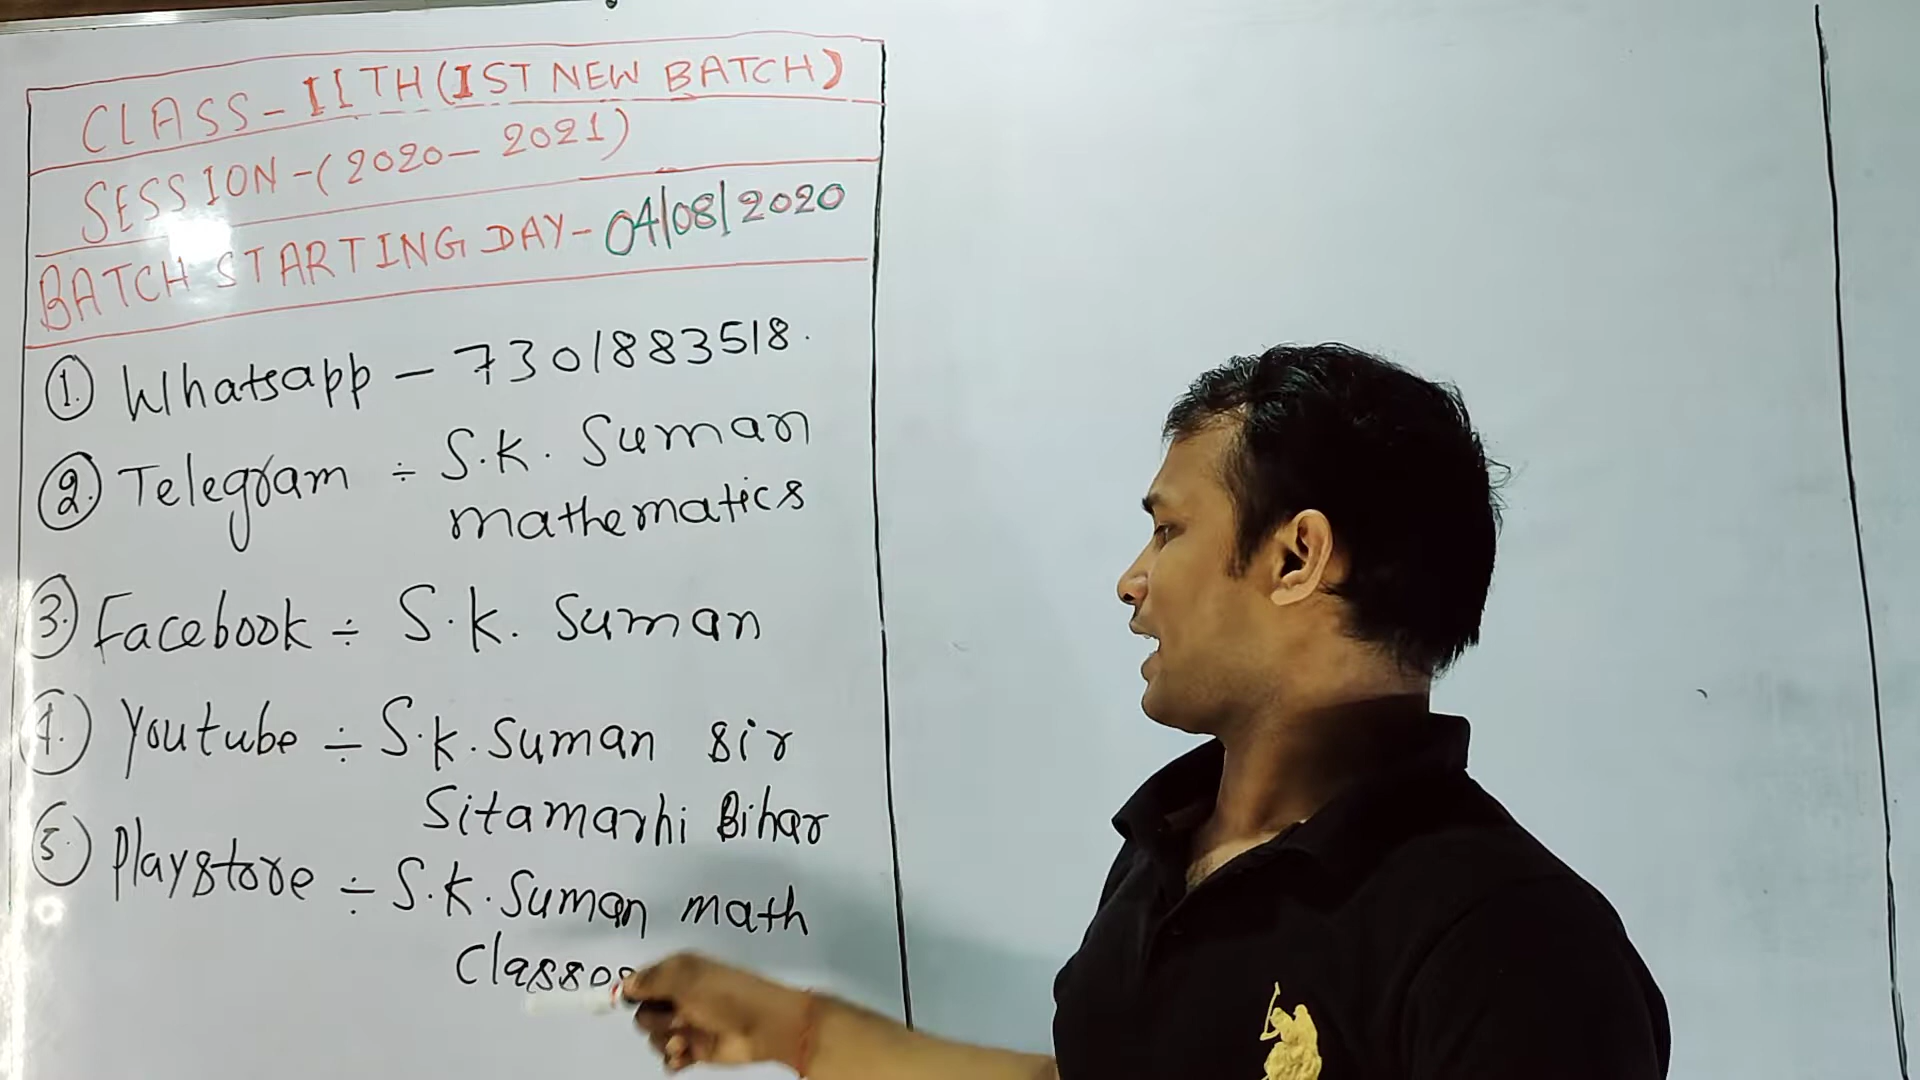 CLASS-11TH(1ST NEW BATCH)
SESSION-(2020-2021)
BATCH STARTING DAY-04/08/2020
1. Whatsapp - 7301883518.
2. Telegram ÷ S.K. Suman
mathematics
3. Facebook ÷ S.K. Suman
4. Youtube ÷ S.K. Suman sir
Sitamarhi Bihar
5. Playstore ÷ S.K. Suman math
Classes